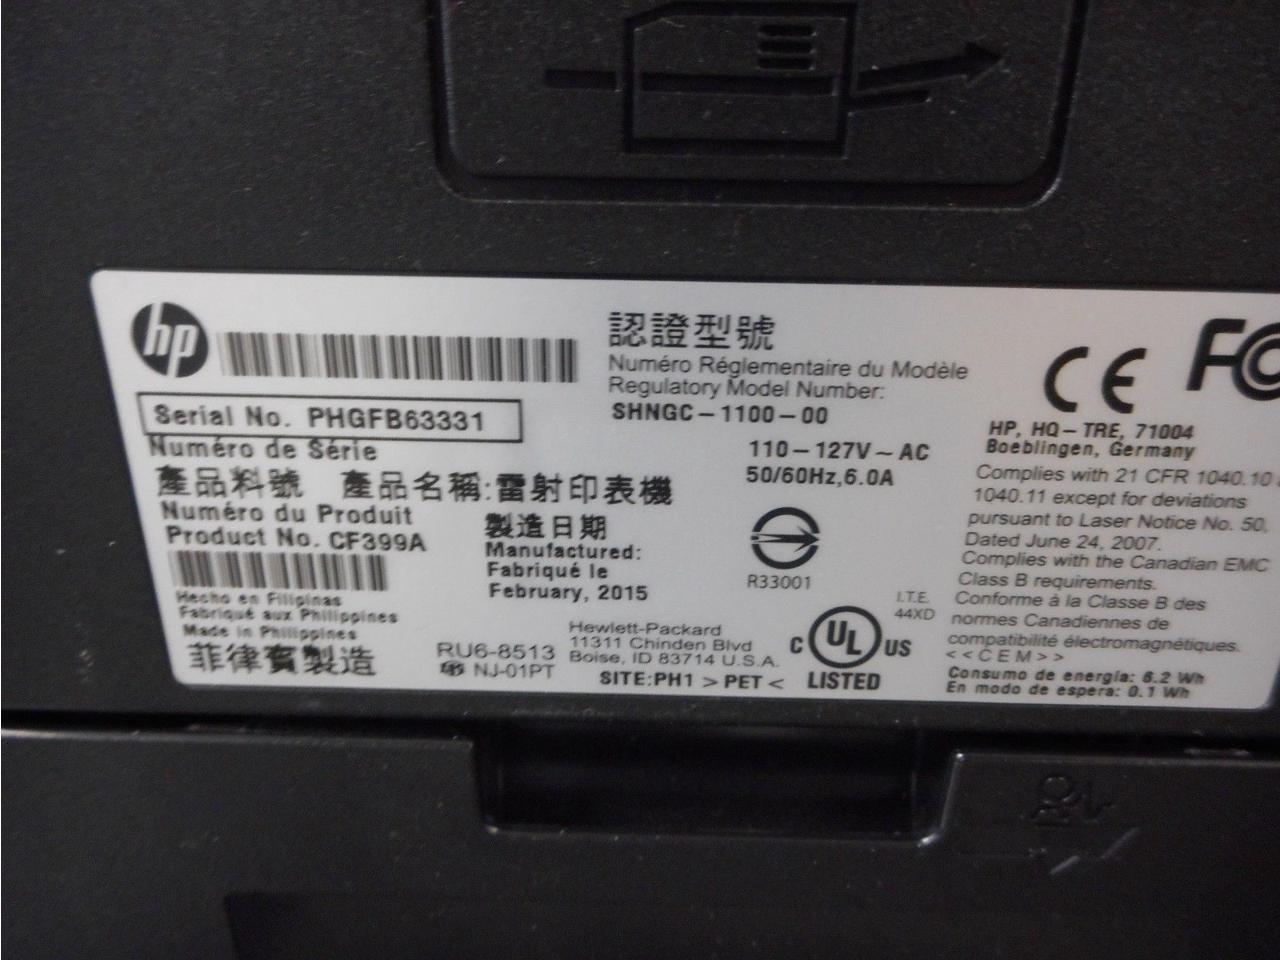 hp
認證型號
Numéro Réglementaire du Modèle
Regulatory Model Number:
SHNGC-1100-00
Serial No. PHGFB63331
Numéro de Série
產品料號 產品名稱:雷射印表機
Numéro du Produit
Product No. CF399A
Hecho en Filipinas
Fabriqué aux Philippines
Made in Philippines
菲律賓製造
製造日期
Manufactured:
Fabriqué le
February, 2015
110-127V~AC
50/60Hz,6.0A
R33001
RU6-8513
NJ-01PT
Hewlett-Packard
11311 Chinden Blvd
Boise, ID 83714 U.S.A.
SITE:PH1 >PET<
I.T.E.
44XD
C UL US
LISTED
CE
HP, HQ-TRE, 71004
Boeblingen, Germany
Complies with 21 CFR 1040.10
1040.11 except for deviations
pursuant to Laser Notice No. 50,
Dated June 24, 2007.
Complies with the Canadian EMC
Class B requirements.
Conforme à la Classe B des
normes Canadiennes de
compatibilité électromagnétiques.
<<CEM>>
Consumo de energía: 6.2 Wh
En modo de espera: 0.1 Wh